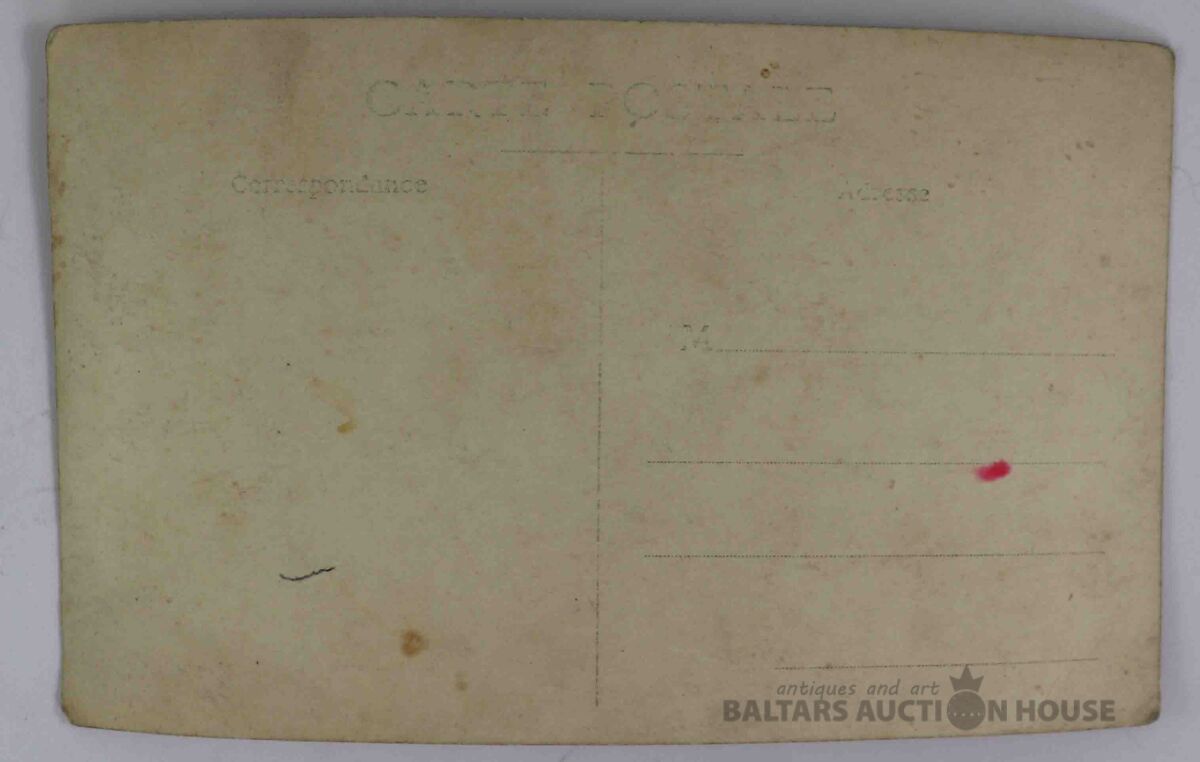 CARTE POSTALE
Correspondance
Adresse
M
antiques and art
BALTARS AUCTION HOUSE